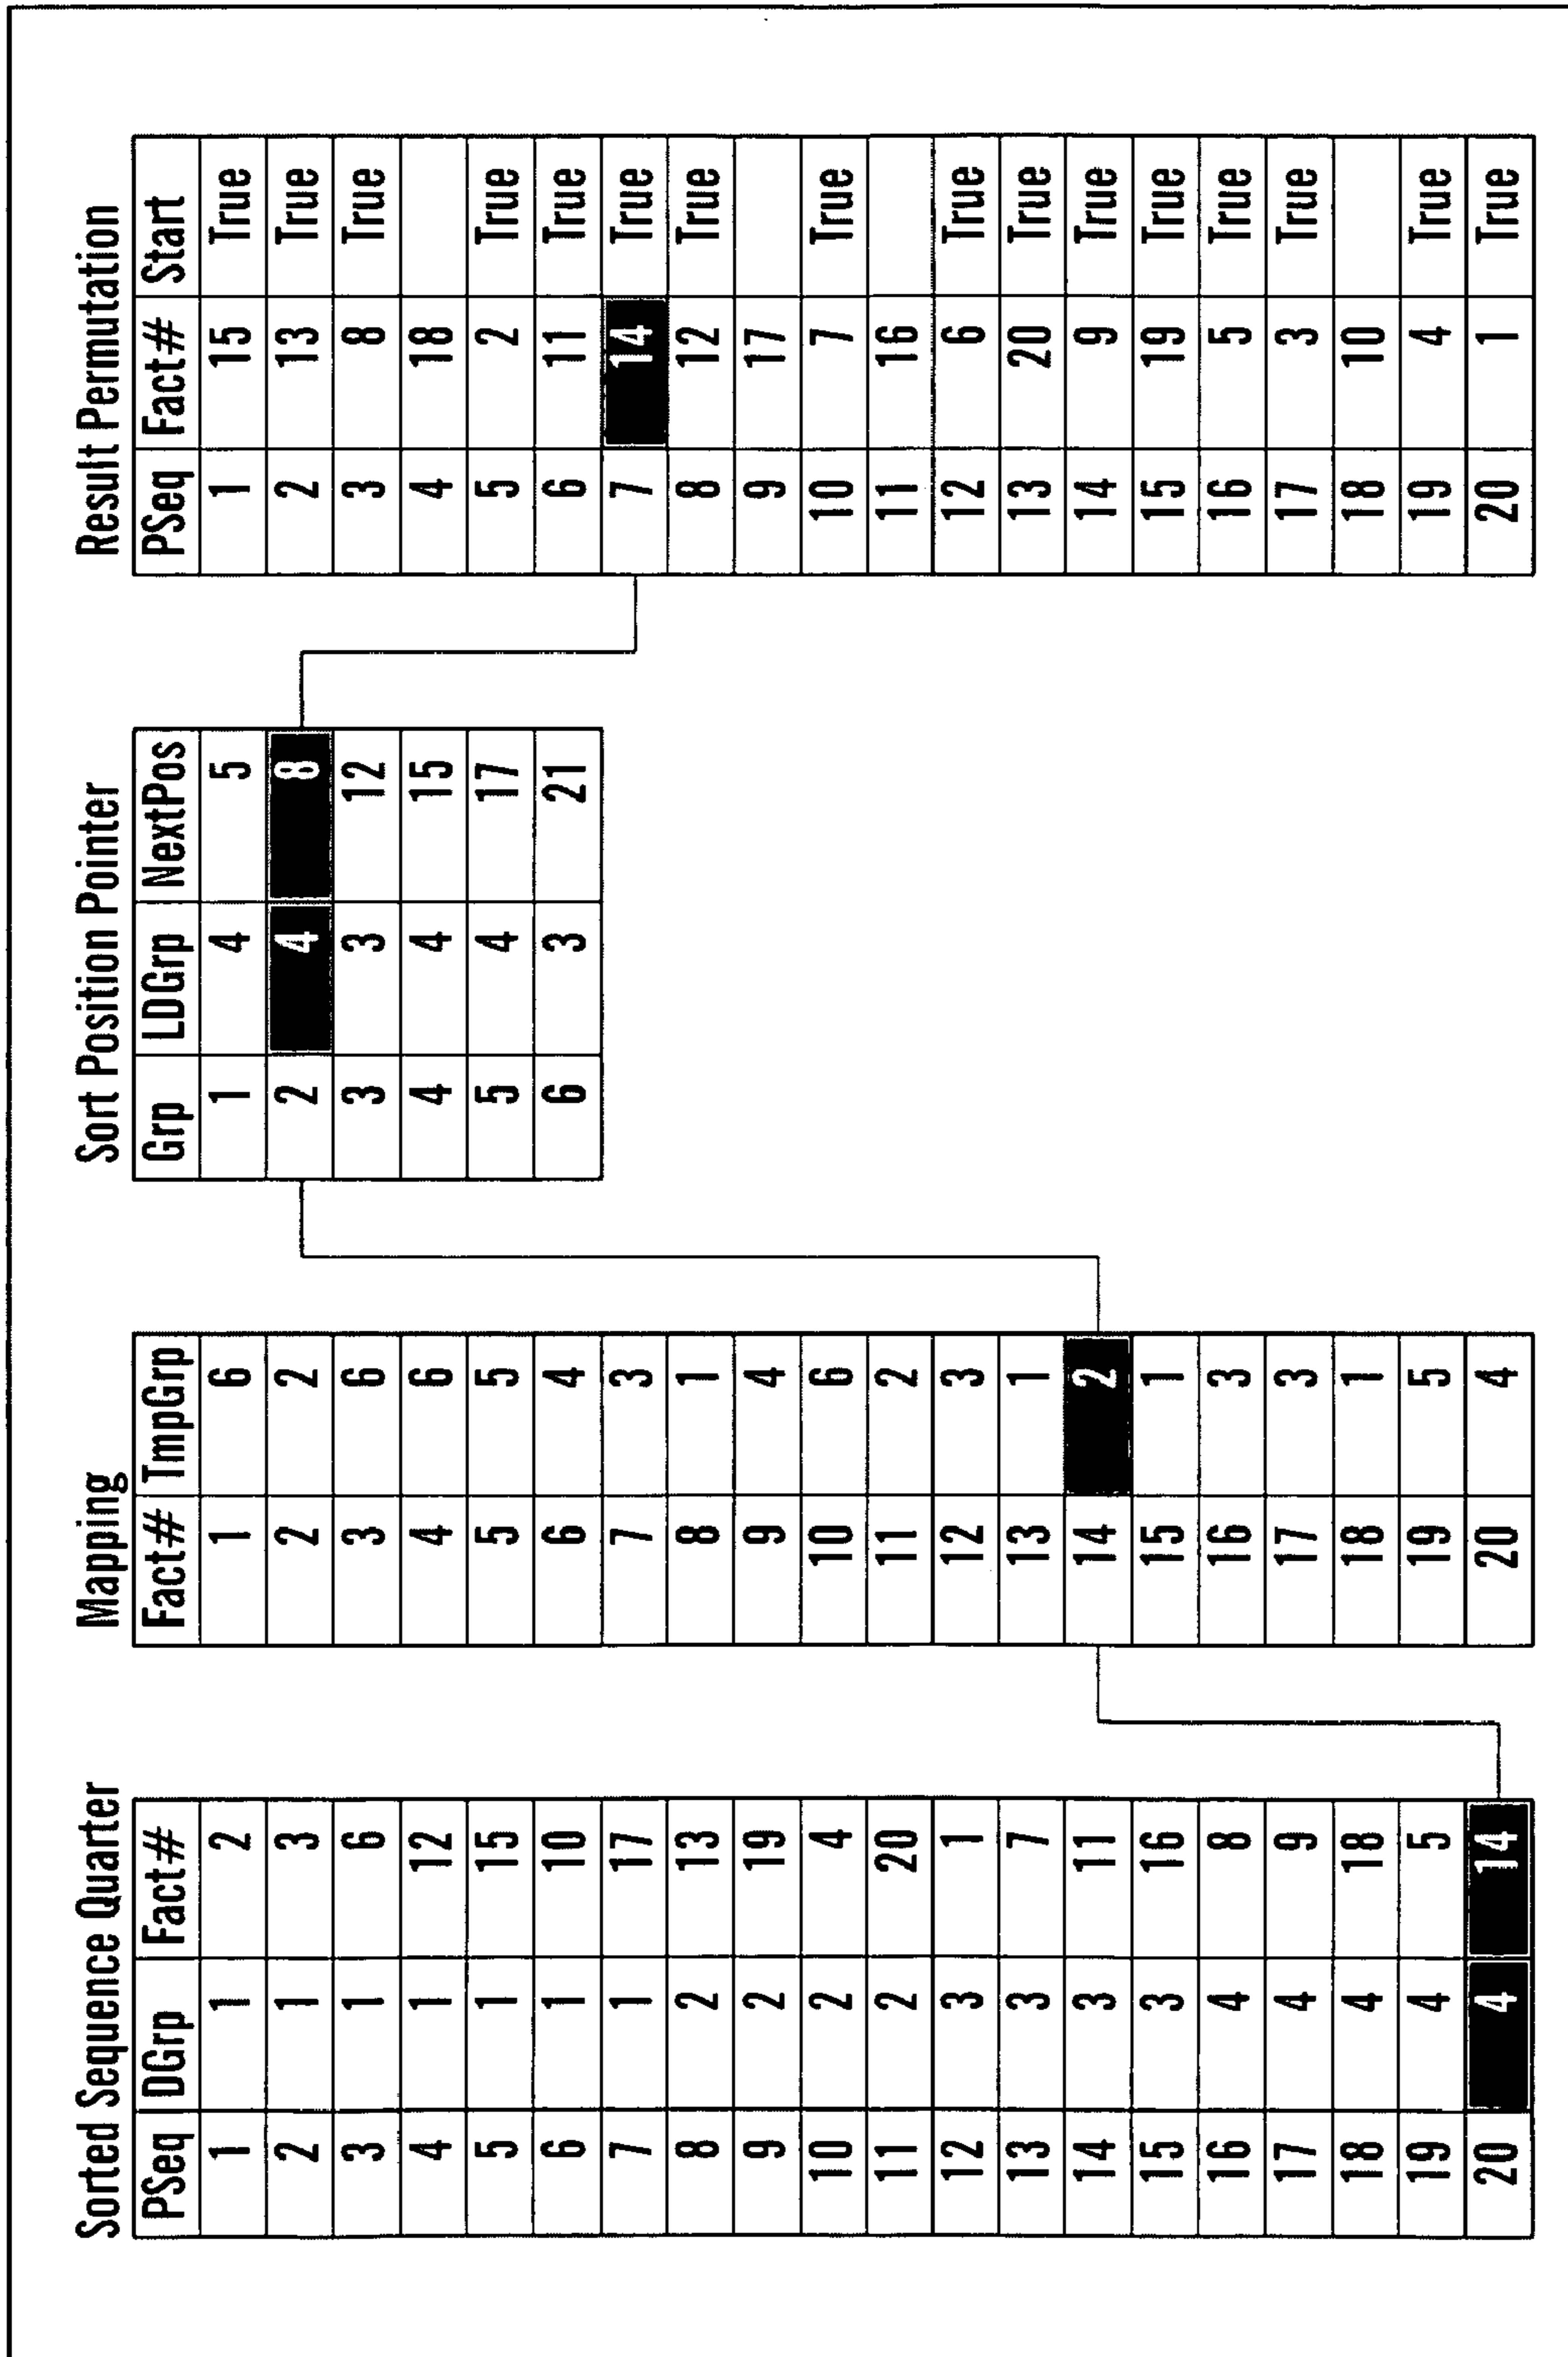 Sorted Sequence Quarter
PSeq DGrp Fact#
1 1 2
2 1 3
3 1 6
4 1 12
5 1 15
6 1 10
7 1 17
8 2 13
9 2 19
10 2 4
11 2 20
12 3 1
13 3 7
14 3 11
15 3 16
16 4 8
17 4 9
18 4 18
19 4 5
20 4 14
Mapping
Fact# TmpGrp
1 6
2 2
3 6
4 6
5 5
6 4
7 3
8 1
9 4
10 6
11 2
12 3
13 1
14 2
15 1
16 3
17 3
18 1
19 5
20 4
Sort Position Pointer
Grp LDGrp NextPos
1 4 5
2 4 8
3 3 12
4 4 15
5 4 17
6 3 21
Result Permutation
PSeq Fact# Start
1 15 True
2 13 True
3 8 True
4 18
5 2 True
6 11 True
7 14 True
8 12 True
9 17
10 7 True
11 16
12 6 True
13 20 True
14 9 True
15 19 True
16 5 True
17 3 True
18 10
19 4 True
20 1 True